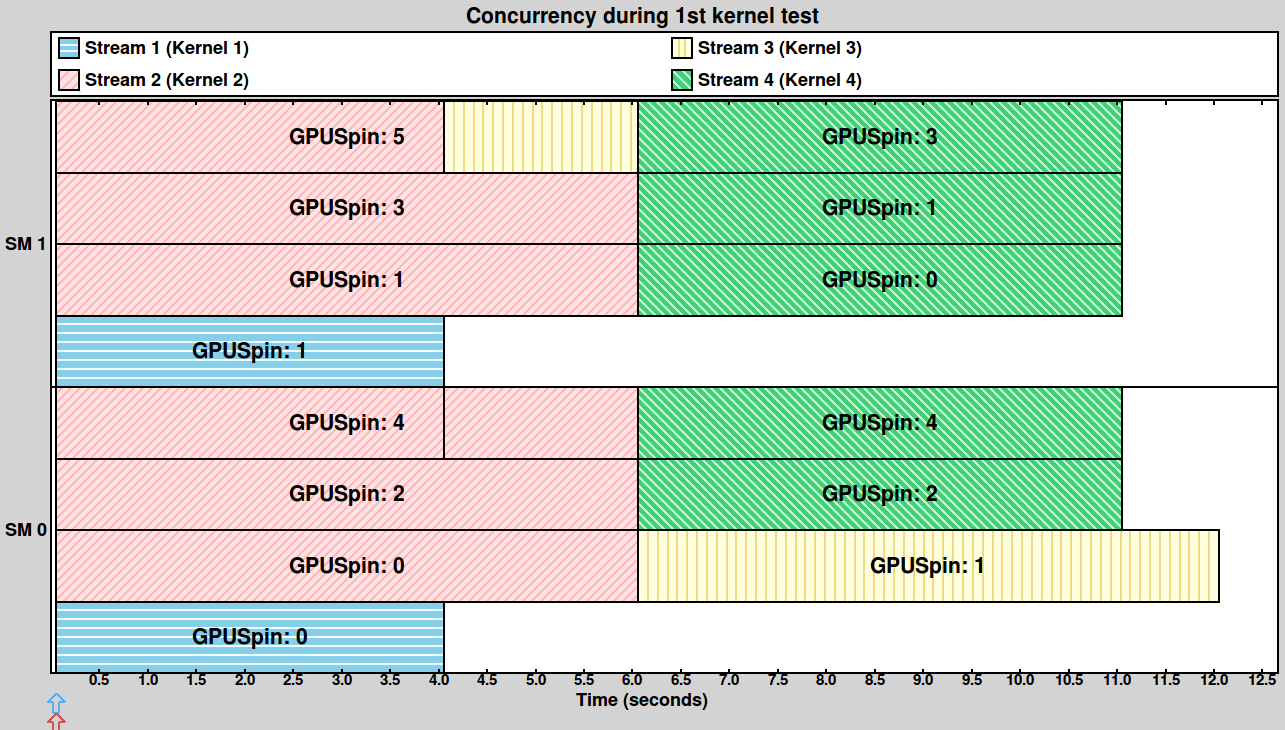 Concurrency during 1st kernel test
Stream 1 (Kernel 1)
Stream 3 (Kernel 3)
Stream 2 (Kernel 2)
Stream 4 (Kernel 4)
GPUSpin: 5
GPUSpin: 3
GPUSpin: 3
GPUSpin: 1
SM 1
GPUSpin: 1
GPUSpin: 0
GPUSpin: 1
GPUSpin: 4
GPUSpin: 4
GPUSpin: 2
GPUSpin: 2
SM 0
GPUSpin: 0
GPUSpin: 1
GPUSpin: 0
0.5 1.0 1.5 2.0 2.5 3.0 3.5 4.0 4.5 5.0 5.5 6.0 6.5 7.0 7.5 8.0 8.5 9.0 9.5 10.0 10.5 11.0 11.5 12.0 12.5
Time (seconds)